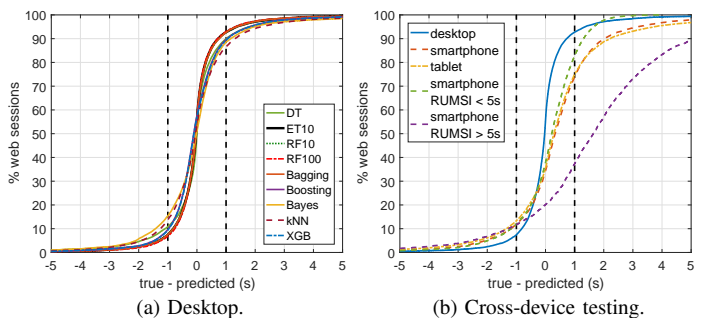 % web sessions
100
90
80
70
60
50
40
30
20
10
0
-5 -4 -3 -2 -1 0 1 2 3 4 5
true - predicted (s)
DT
ET10
RF10
RF100
Bagging
Boosting
Bayes
kNN
XGB
(a) Desktop.
% web sessions
100
90
80
70
60
50
40
30
20
10
0
-5 -4 -3 -2 -1 0 1 2 3 4 5
true - predicted (s)
desktop
smartphone
tablet
smartphone
RUMSI < 5s
smartphone
RUMSI > 5s
(b) Cross-device testing.